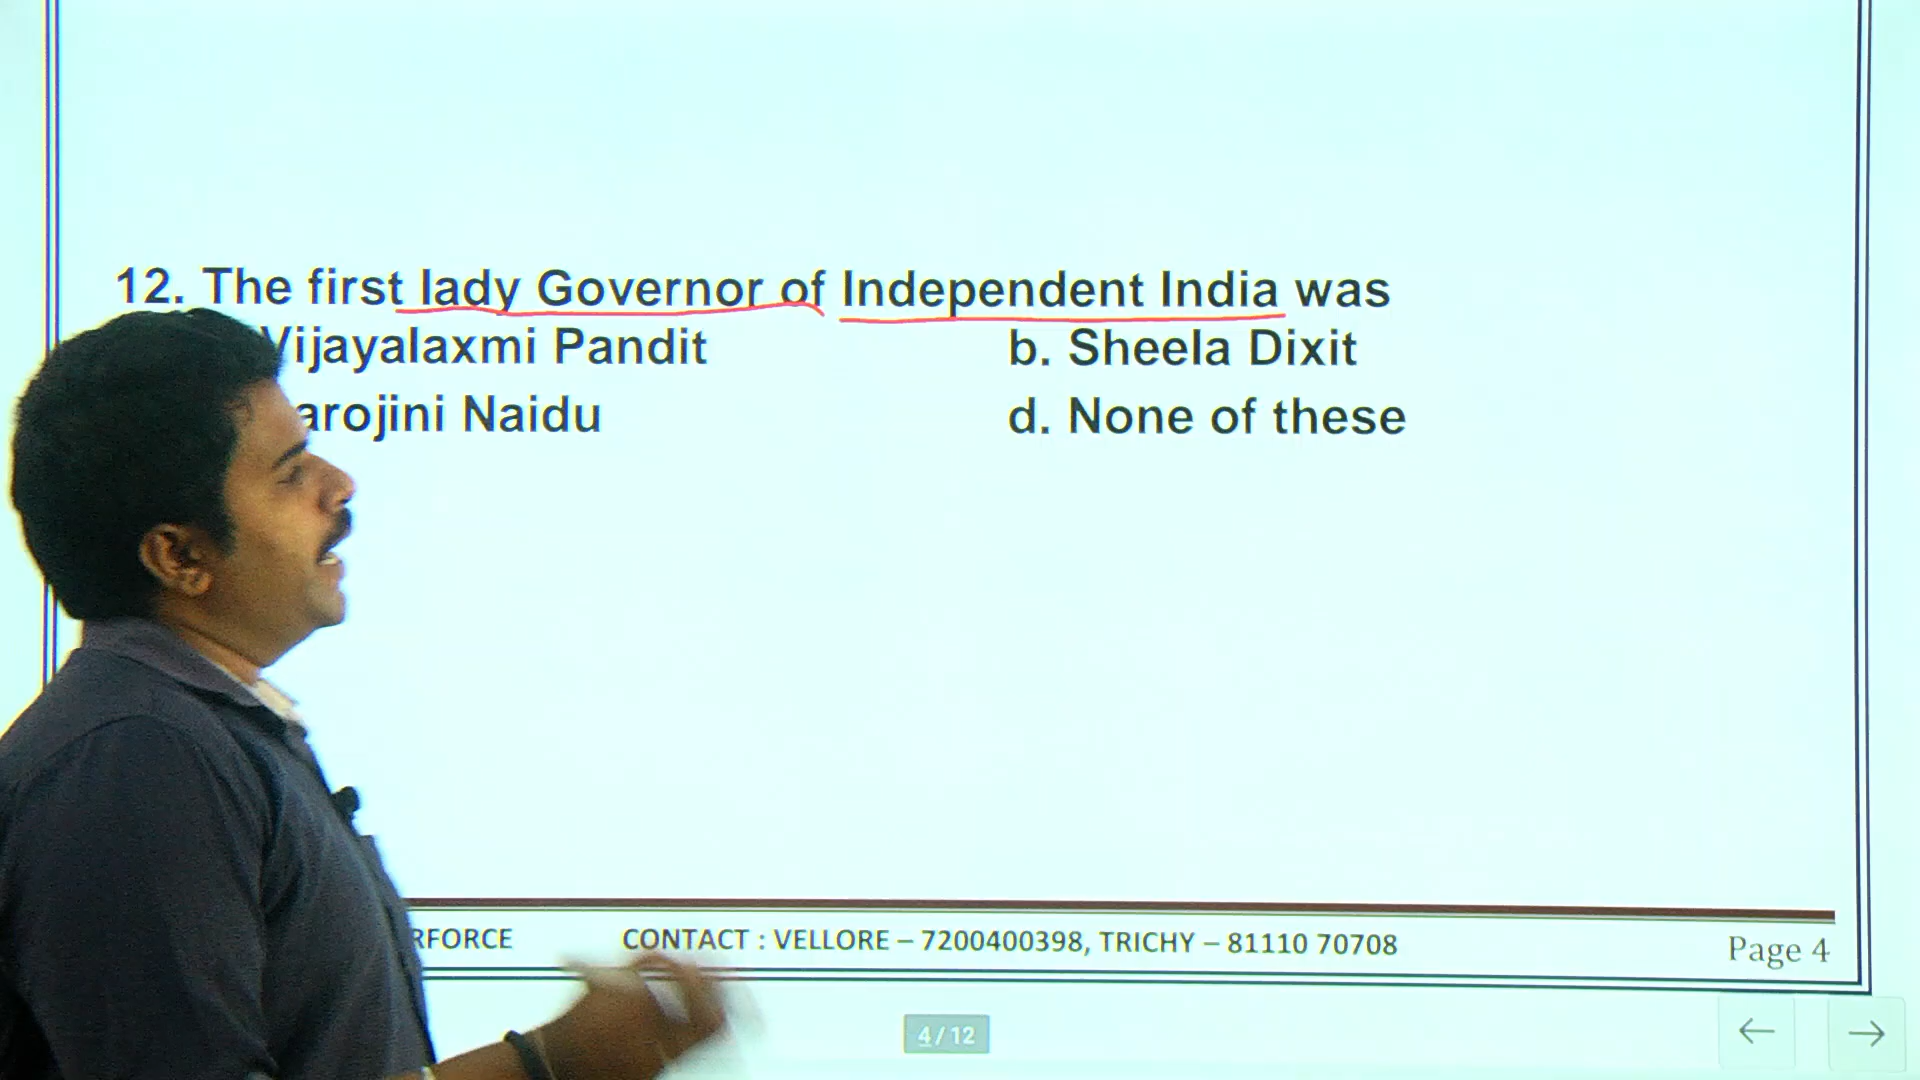 12. The first lady Governor of Independent India was
Vijayalaxmi Pandit b. Sheela Dixit
arojini Naidu d. None of these
RFORCE CONTACT : VELLORE – 7200400398, TRICHY – 81110 70708 Page 4
4/12